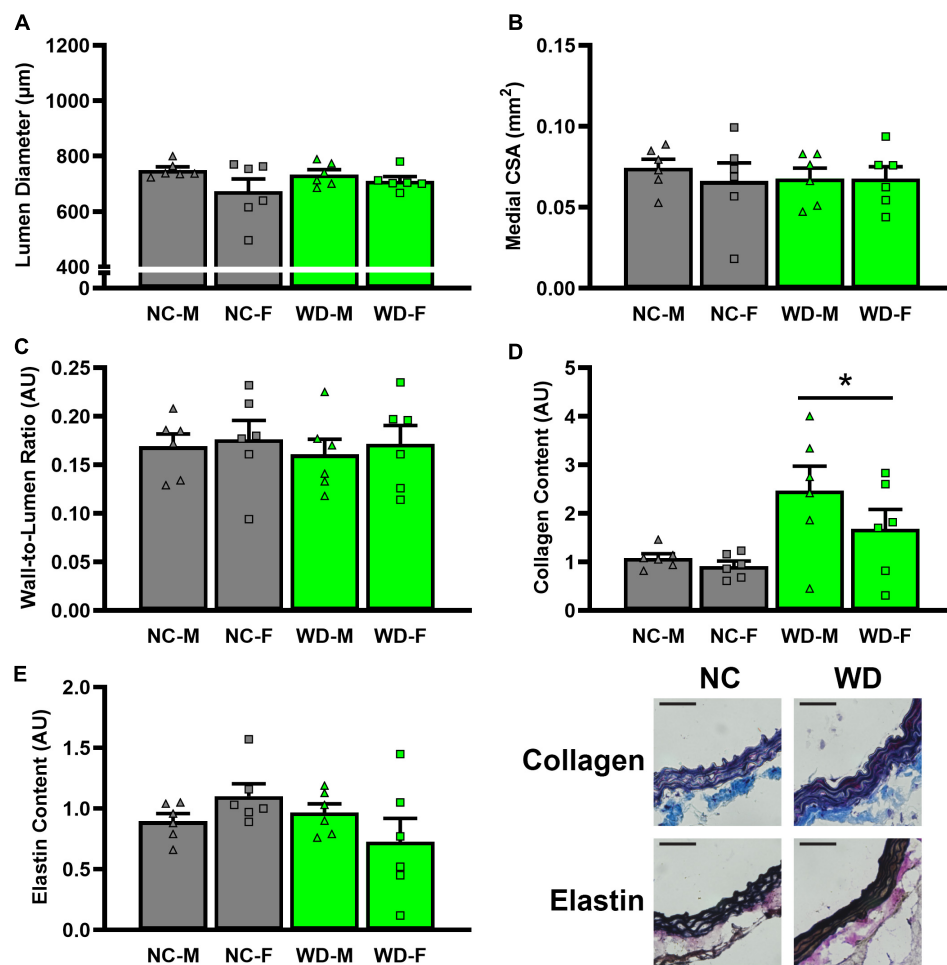 A
Lumen Diameter (µm)
1200
1000
800
600
400
0
NC-M NC-F WD-M WD-F
B
Medial CSA (mm²)
0.15
0.10
0.05
0.00
NC-M NC-F WD-M WD-F
C
Wall-to-Lumen Ratio (AU)
0.25
0.20
0.15
0.10
0.05
0.00
NC-M NC-F WD-M WD-F
D
Collagen Content (AU)
5
4
3
2
1
0
*
NC-M NC-F WD-M WD-F
E
Elastin Content (AU)
2.0
1.5
1.0
0.5
0.0
NC-M NC-F WD-M WD-F
NC WD
Collagen
Elastin